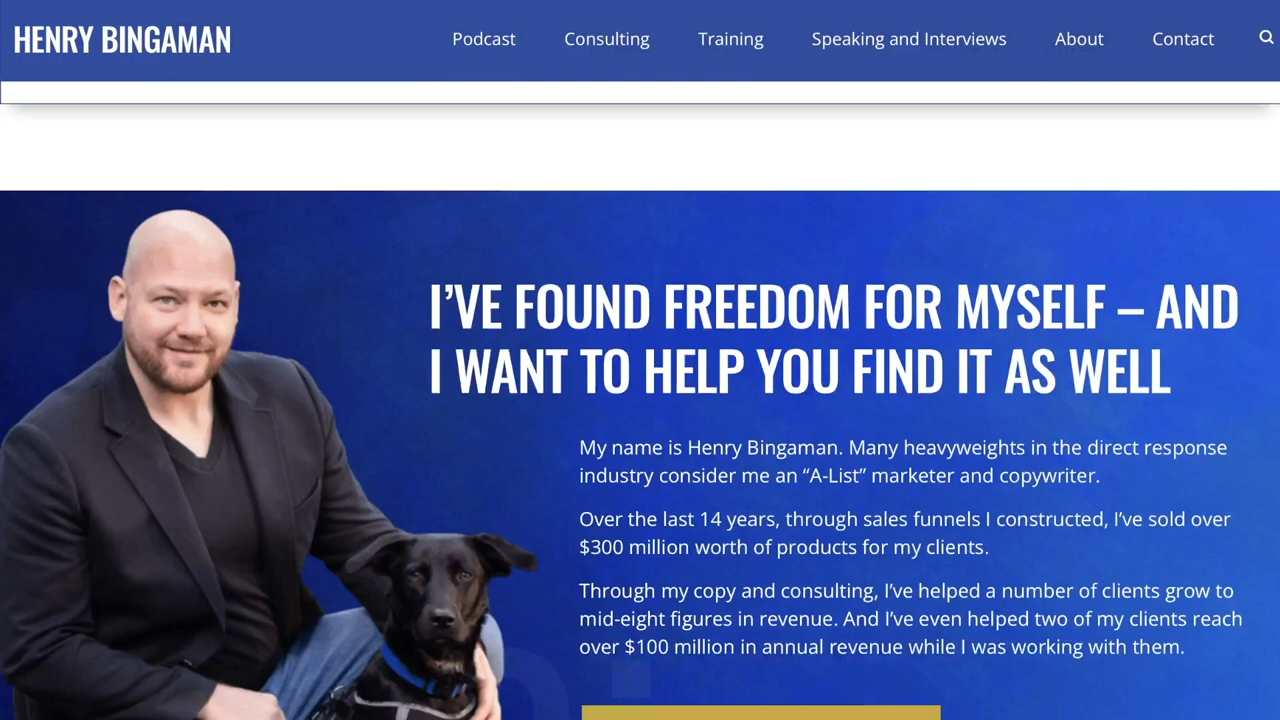 HENRY BINGAMAN
Podcast
Consulting
Training
Speaking and Interviews
About
Contact
I’VE FOUND FREEDOM FOR MYSELF – AND
I WANT TO HELP YOU FIND IT AS WELL
My name is Henry Bingaman. Many heavyweights in the direct response
industry consider me an “A-List” marketer and copywriter.
Over the last 14 years, through sales funnels I constructed, I’ve sold over
$300 million worth of products for my clients.
Through my copy and consulting, I’ve helped a number of clients grow to
mid-eight figures in revenue. And I’ve even helped two of my clients reach
over $100 million in annual revenue while I was working with them.